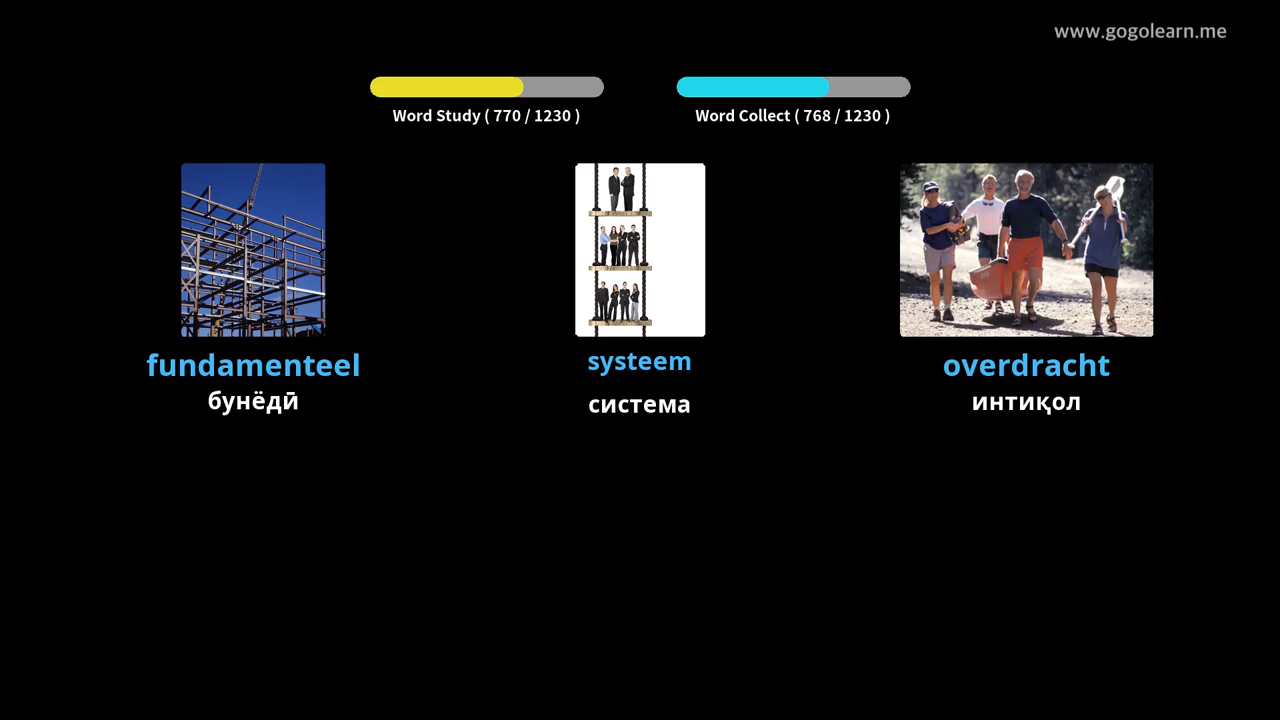 www.gogolearn.me
Word Study ( 770 / 1230 )
Word Collect ( 768 / 1230 )
fundamenteel
бунёдӣ
systeem
система
overdracht
интиқол